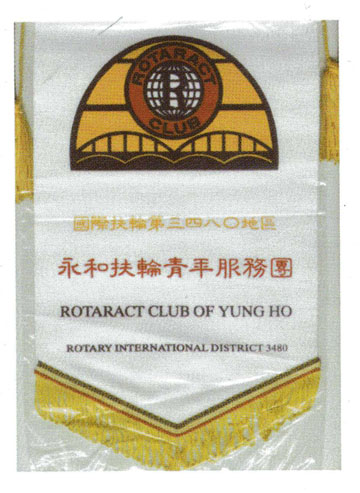 ROTARACT
R
CLUB
國際扶輪第三四八〇地區
永和扶輪青年服務團
ROTARACT CLUB OF YUNG HO
ROTARY INTERNATIONAL DISTRICT 3480